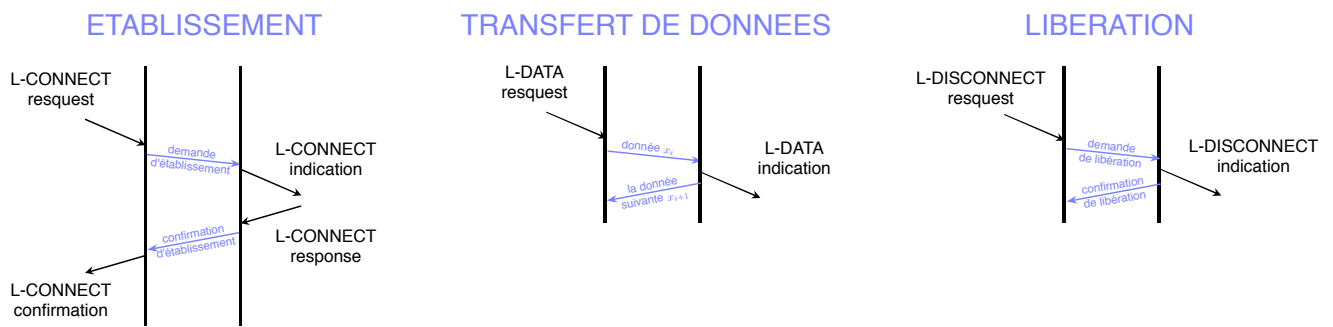 ETABLISSEMENT
L-CONNECT
resquest
demande
d'établissement
L-CONNECT
indication
confirmation
d'établissement
L-CONNECT
response
L-CONNECT
confirmation
TRANSFERT DE DONNEES
L-DATA
resquest
donnée xᵢ
L-DATA
indication
la donnée
suivante xᵢ₊₁
LIBERATION
L-DISCONNECT
resquest
demande
de libération
L-DISCONNECT
indication
confirmation
de libération